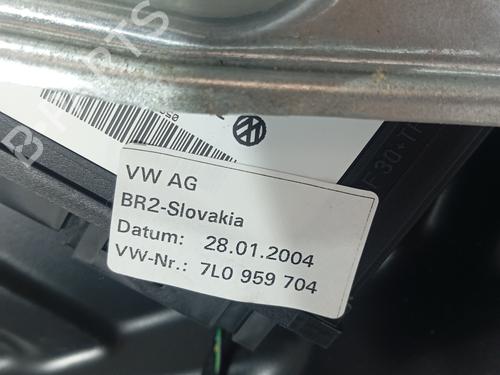 VW AG
BR2-Slovakia
Datum: 28.01.2004
VW-Nr.: 7L0 959 704